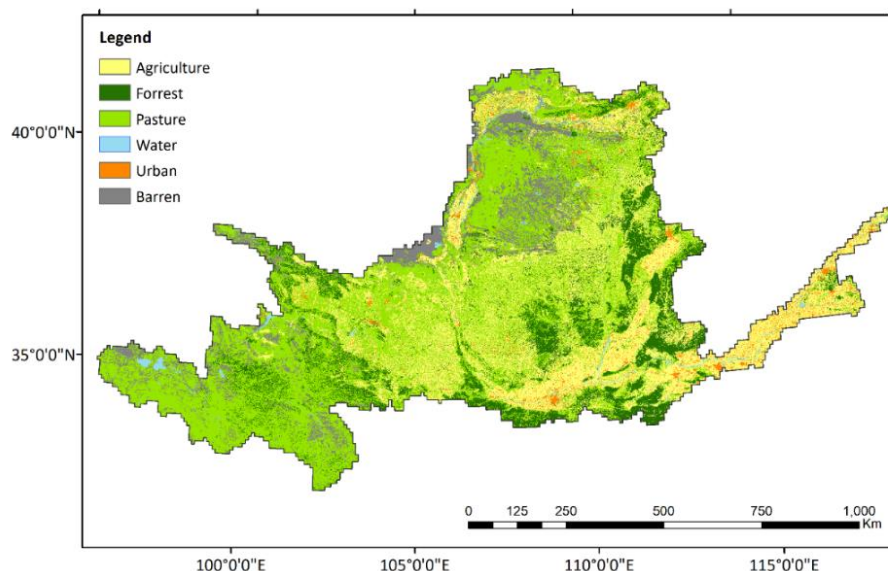 Legend
Agriculture
Forrest
Pasture
Water
Urban
Barren
40°0'0"N
35°0'0"N
0 125 250 500 750 1,000
Km
100°0'0"E 105°0'0"E 110°0'0"E 115°0'0"E